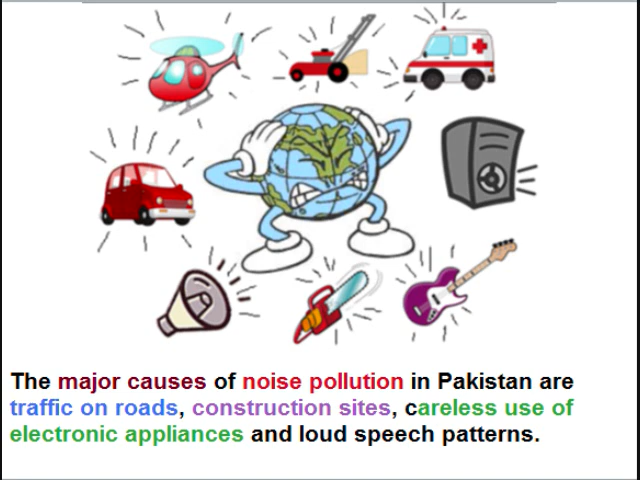 The major causes of noise pollution in Pakistan are
traffic on roads, construction sites, careless use of
electronic appliances and loud speech patterns.